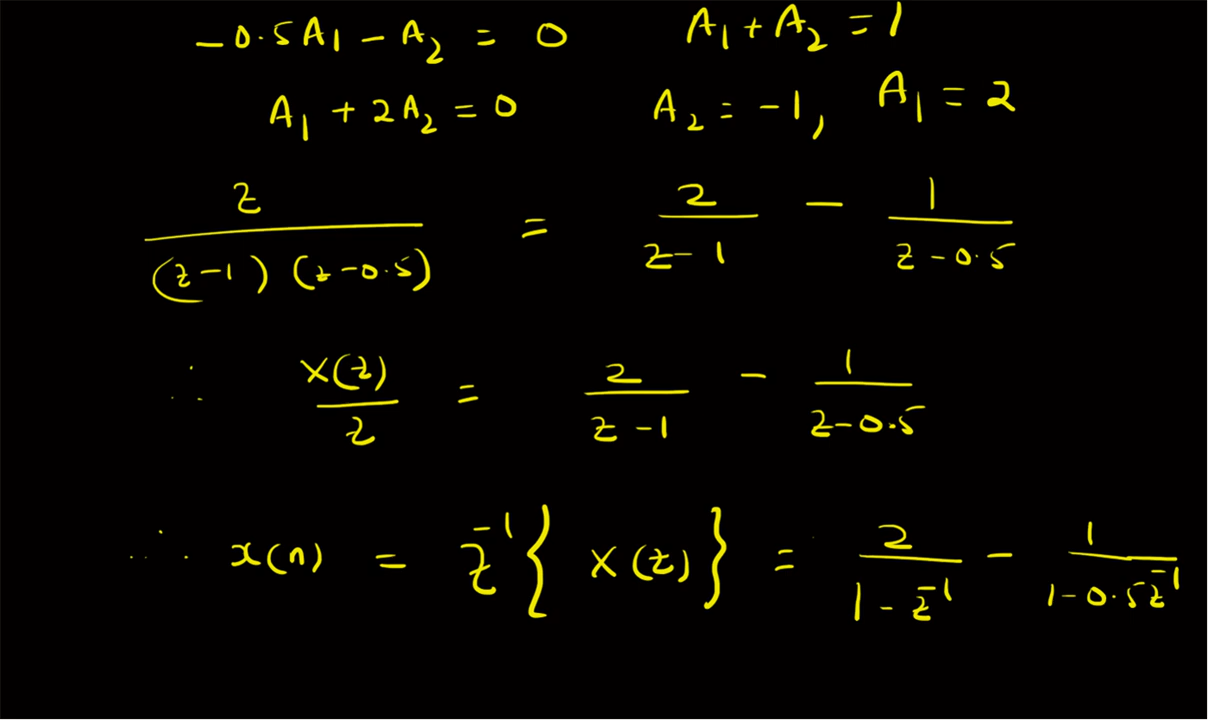 -0.5A₁ - A₂ = 0    A₁ + A₂ = 1
A₁ + 2A₂ = 0    A₂ = -1, A₁ = 2
z/((z-1)(z-0.5)) = 2/(z-1) - 1/(z-0.5)
∴ X(z)/z = 2/(z-1) - 1/(z-0.5)
∴ x(n) = z⁻¹{X(z)} = 2/(1-z⁻¹) - 1/(1-0.5z⁻¹)